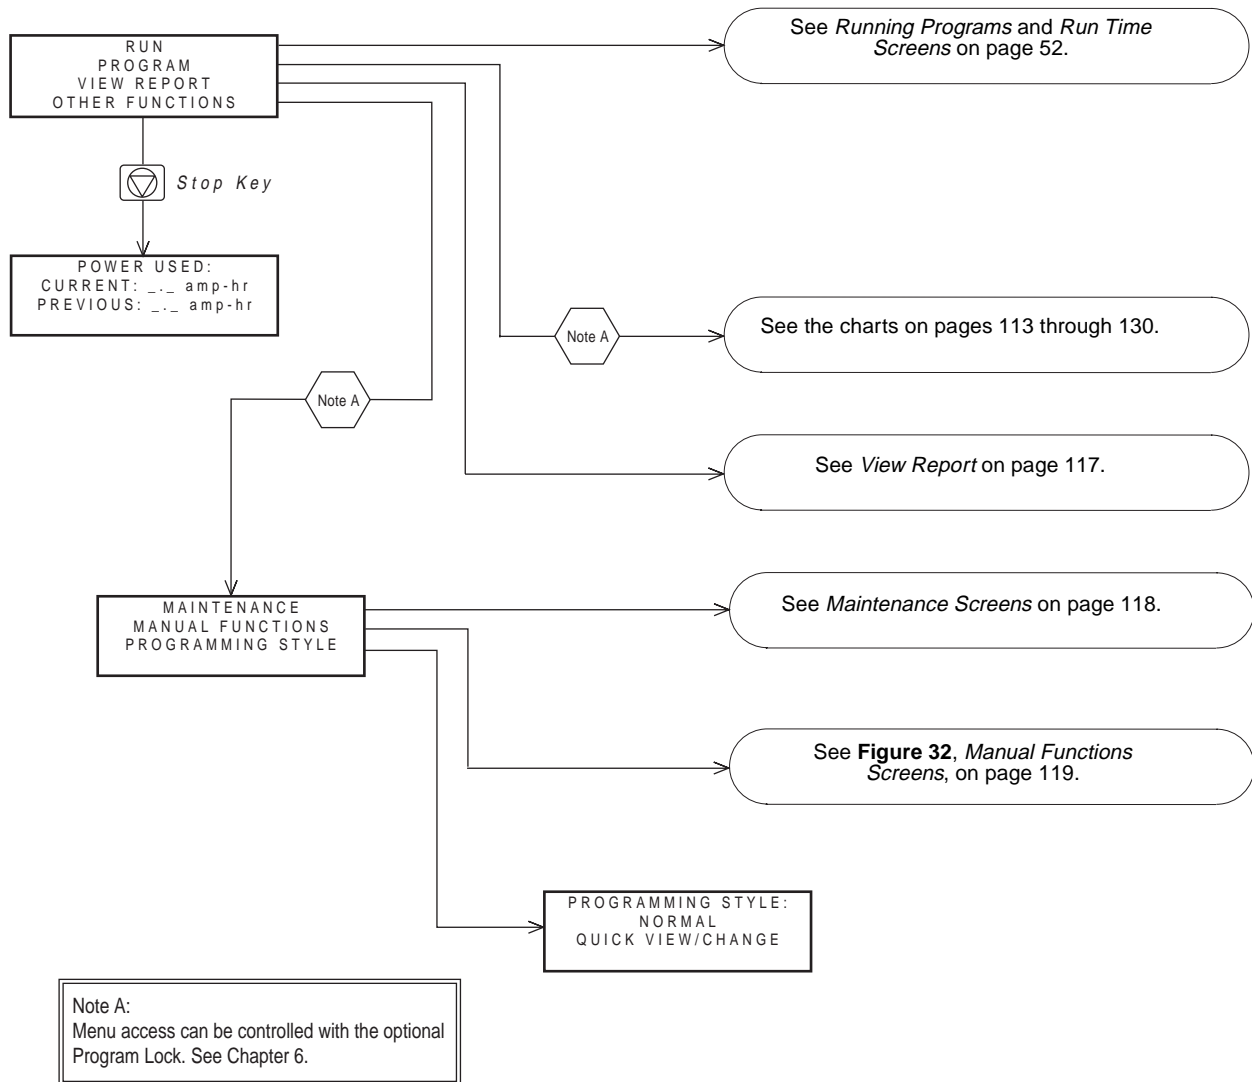 RUN
PROGRAM
VIEW REPORT
OTHER FUNCTIONS
See Running Programs and Run Time
Screens on page 52.
Stop Key
POWER USED:
CURRENT: _._ amp-hr
PREVIOUS: _._ amp-hr
Note A
See the charts on pages 113 through 130.
Note A
See View Report on page 117.
MAINTENANCE
MANUAL FUNCTIONS
PROGRAMMING STYLE
See Maintenance Screens on page 118.
See Figure 32, Manual Functions
Screens, on page 119.
PROGRAMMING STYLE:
NORMAL
QUICK VIEW/CHANGE
Note A:
Menu access can be controlled with the optional
Program Lock. See Chapter 6.